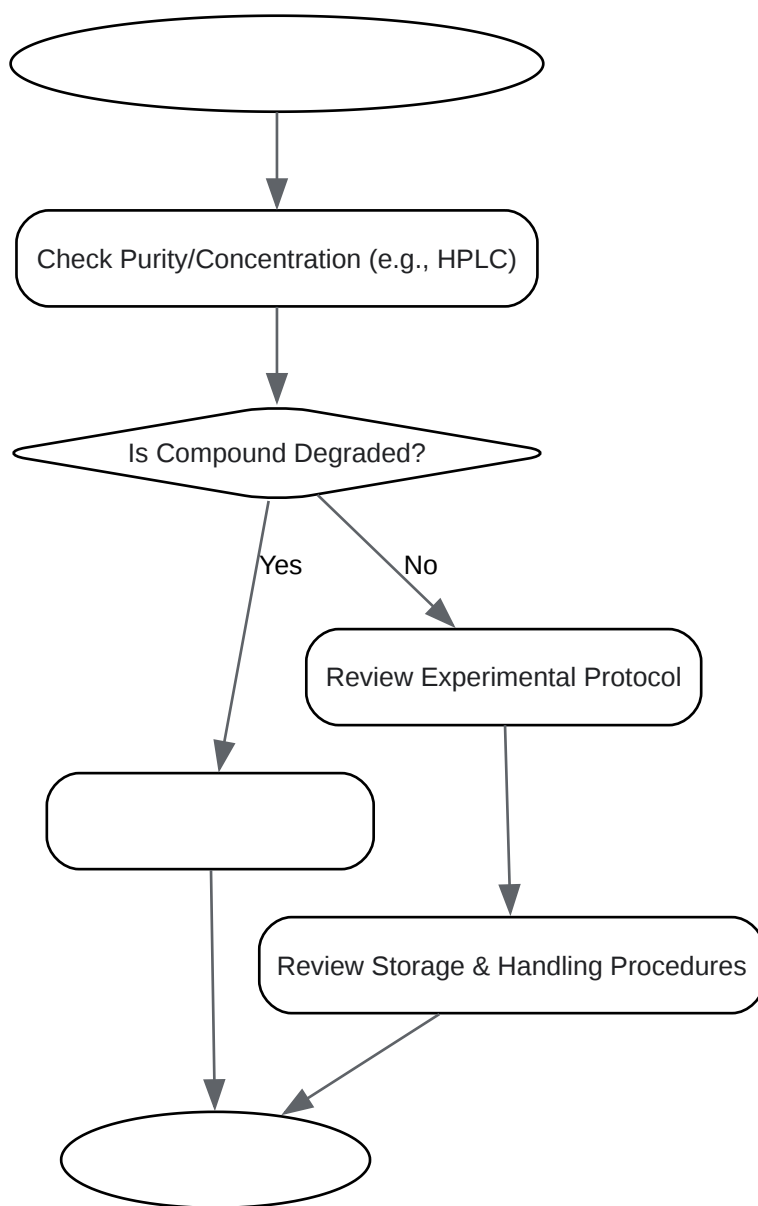 Check Purity/Concentration (e.g., HPLC)
Is Compound Degraded?
Yes
No
Review Experimental Protocol
Review Storage & Handling Procedures